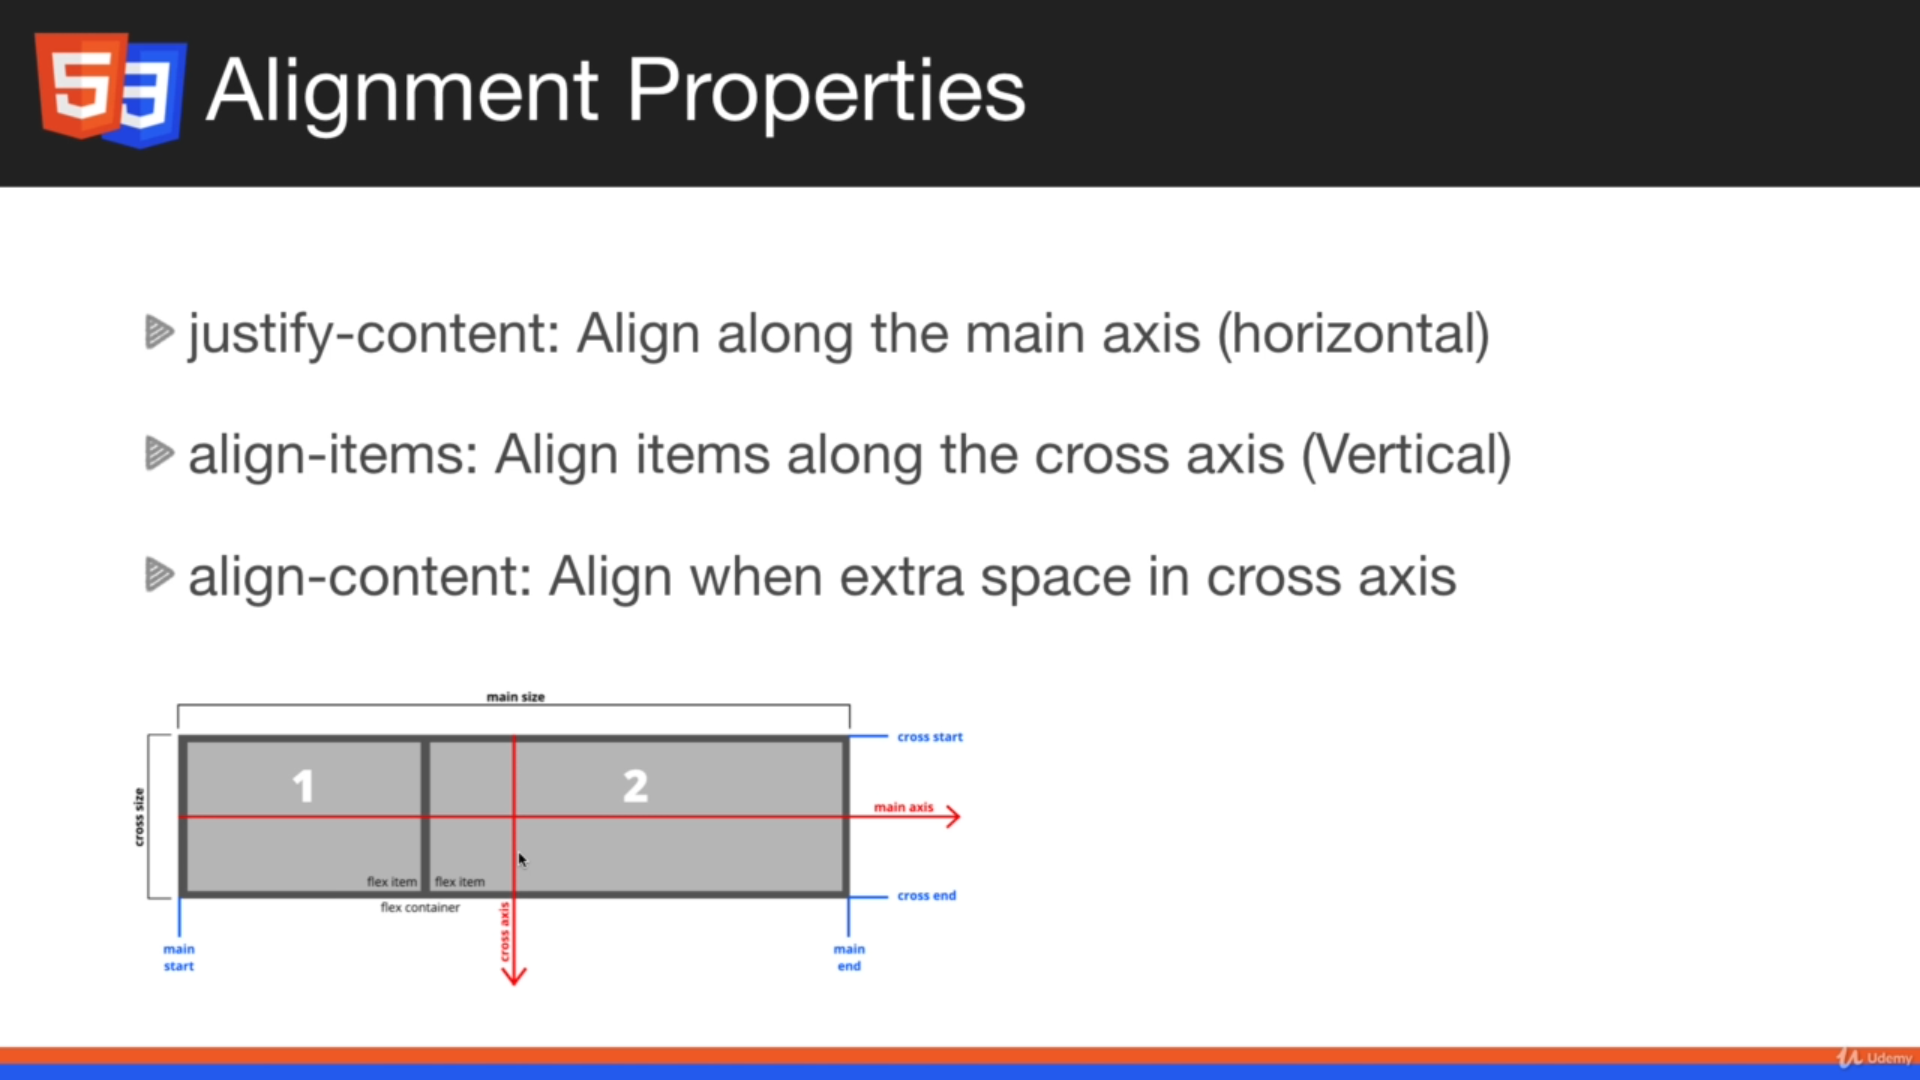 5
3
Alignment Properties
justify-content: Align along the main axis (horizontal)
align-items: Align items along the cross axis (Vertical)
align-content: Align when extra space in cross axis
main size
cross start
1
2
cross size
main axis
flex item
flex item
cross end
flex container
cross axis
main
start
main
end
Udemy